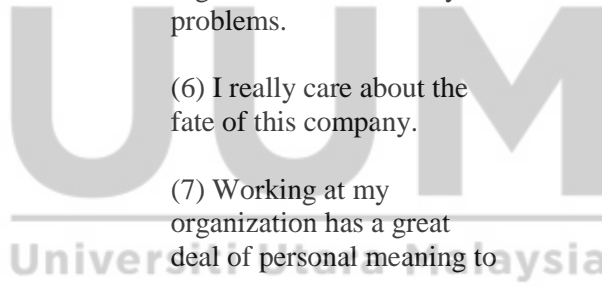 problems.
(6) I really care about the
fate of this company.
(7) Working at my
organization has a great
deal of personal meaning to
UUM
Universiti Utara Malaysia